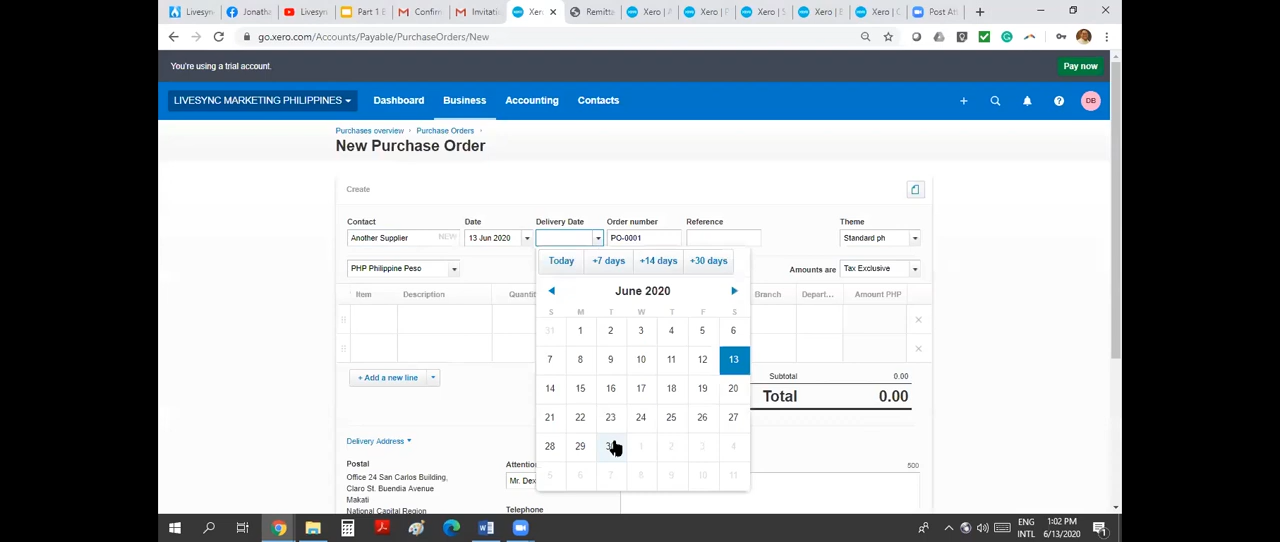 Livesync
Jonatha
Livesyn
Part 1 E
Confirm
Invitatio
Xero
Remitta
Xero | A
Xero | P
Xero | S
Xero | E
Xero | C
Post Att
go.xero.com/Accounts/Payable/PurchaseOrders/New
You're using a trial account.
Pay now
LIVESYNC MARKETING PHILIPPINES
Dashboard
Business
Accounting
Contacts
DB
Purchases overview › Purchase Orders ›
New Purchase Order
Create
Contact
Date
Delivery Date
Order number
Reference
Theme
Another Supplier
NEW
13 Jun 2020
PO-0001
Standard ph
Today
+7 days
+14 days
+30 days
PHP Philippine Peso
Amounts are
Tax Exclusive
June 2020
Item
Description
Quantit
Branch
Depart...
Amount PHP
S M T W T F S
31 1 2 3 4 5 6
7 8 9 10 11 12 13
14 15 16 17 18 19 20
21 22 23 24 25 26 27
28 29 30 1 2 3 4
5 6 7 8 9 10 11
+ Add a new line
Subtotal
0.00
Total
0.00
Delivery Address
Postal
Attentio
500
Office 24 San Carlos Building,
Claro St. Buendia Avenue
Makati
National Capital Region
Mr. Dex
Telephone
ENG
INTL
1:02 PM
6/13/2020